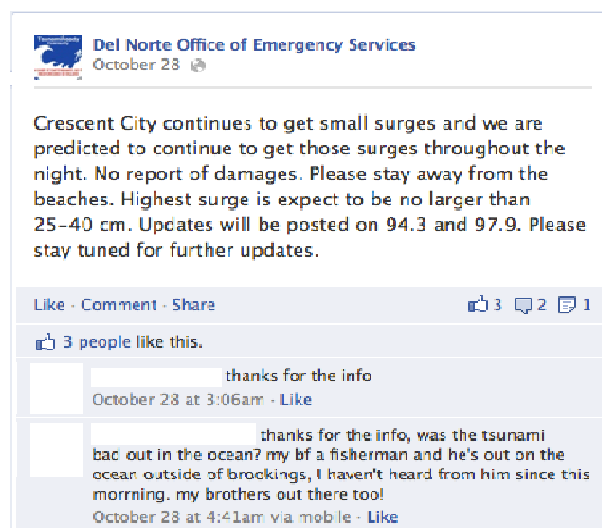 Del Norte Office of Emergency Services
October 28
Crescent City continues to get small surges and we are
predicted to continue to get those surges throughout the
night. No report of damages. Please stay away from the
beaches. Highest surge is expect to be no larger than
25-40 cm. Updates will be posted on 94.3 and 97.9. Please
stay tuned for further updates.
Like · Comment · Share 3 2 1
3 people like this.
thanks for the info
October 28 at 3:06am · Like
thanks for the info, was the tsunami
bad out in the ocean? my bf a fisherman and he's out on the
ocean outside of brookings, I haven't heard from him since this
morrning. my brothers out there too!
October 28 at 4:41am via mobile · Like